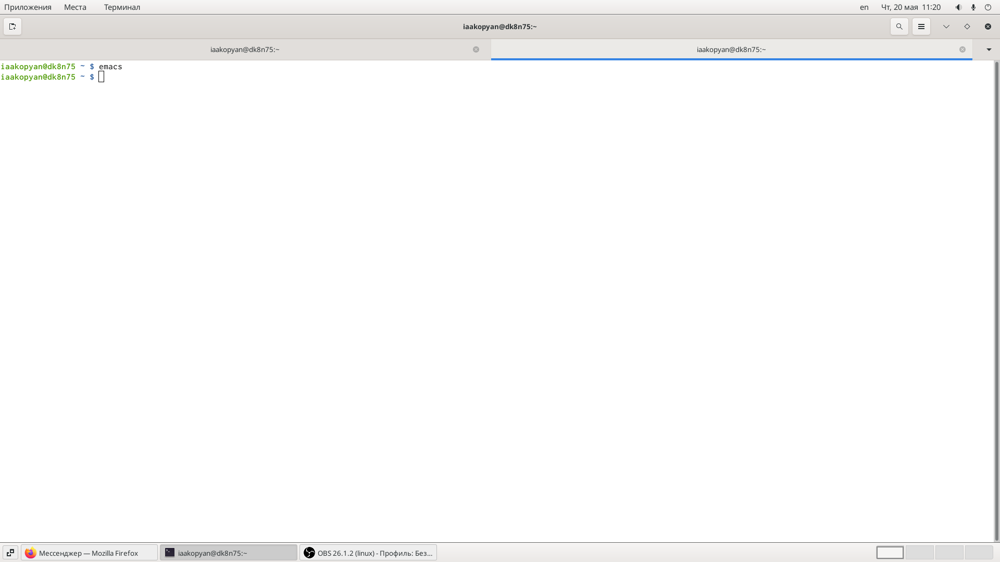 Приложения Места Терминал en Чт, 20 мая 11:20
iaakopyan@dk8n75:~
iaakopyan@dk8n75:~ iaakopyan@dk8n75:~
iaakopyan@dk8n75 ~ $ emacs
iaakopyan@dk8n75 ~ $
Мессенджер — Mozilla Firefox iaakopyan@dk8n75:~ OBS 26.1.2 (linux) - Профиль: Без...